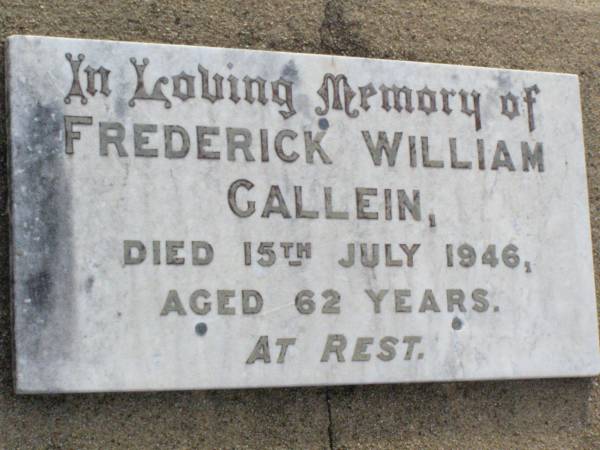 In Loving Memory of
FREDERICK WILLIAM
GALLEIN,
DIED 15TH JULY 1946,
AGED 62 YEARS.
AT REST.